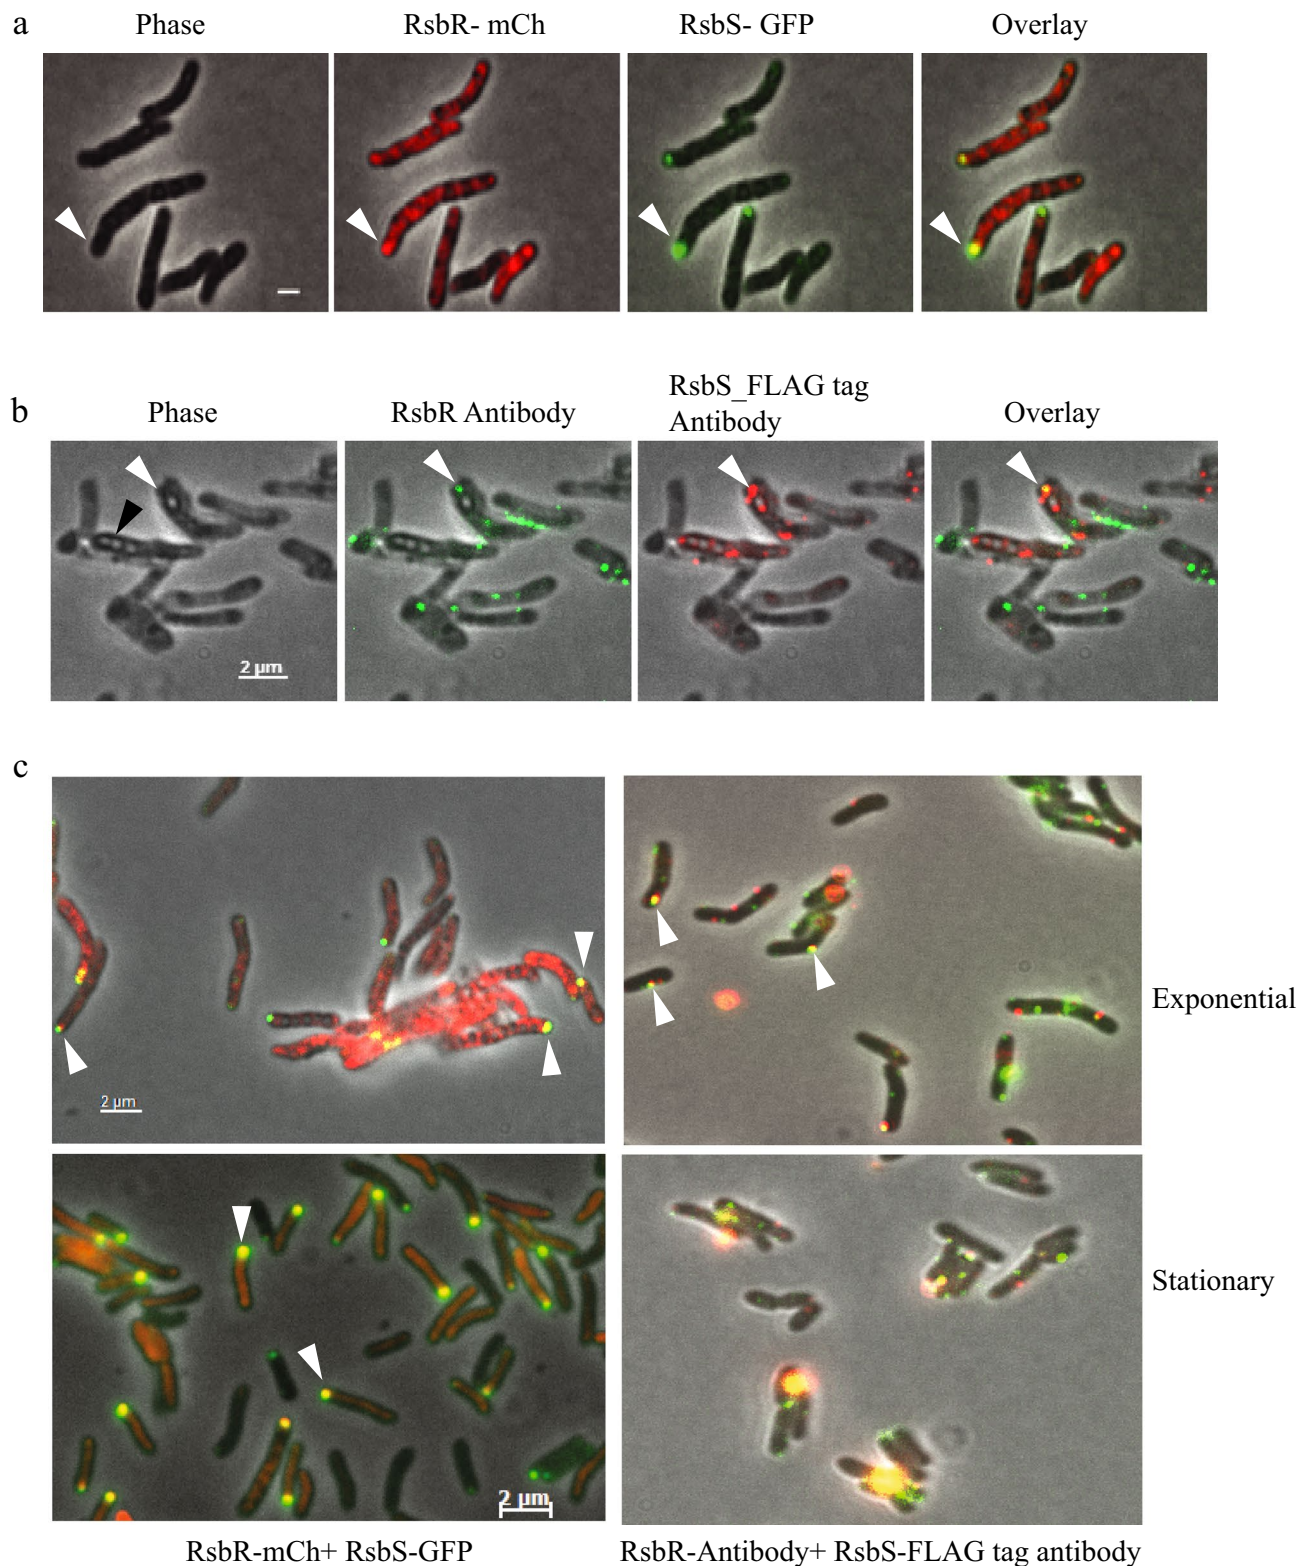 a
Phase
RsbR- mCh
RsbS- GFP
Overlay
b
Phase
RsbR Antibody
RsbS_FLAG tag
Antibody
Overlay
2 μm
c
2 μm
Exponential
2 μm
Stationary
RsbR-mCh+ RsbS-GFP
RsbR-Antibody+ RsbS-FLAG tag antibody